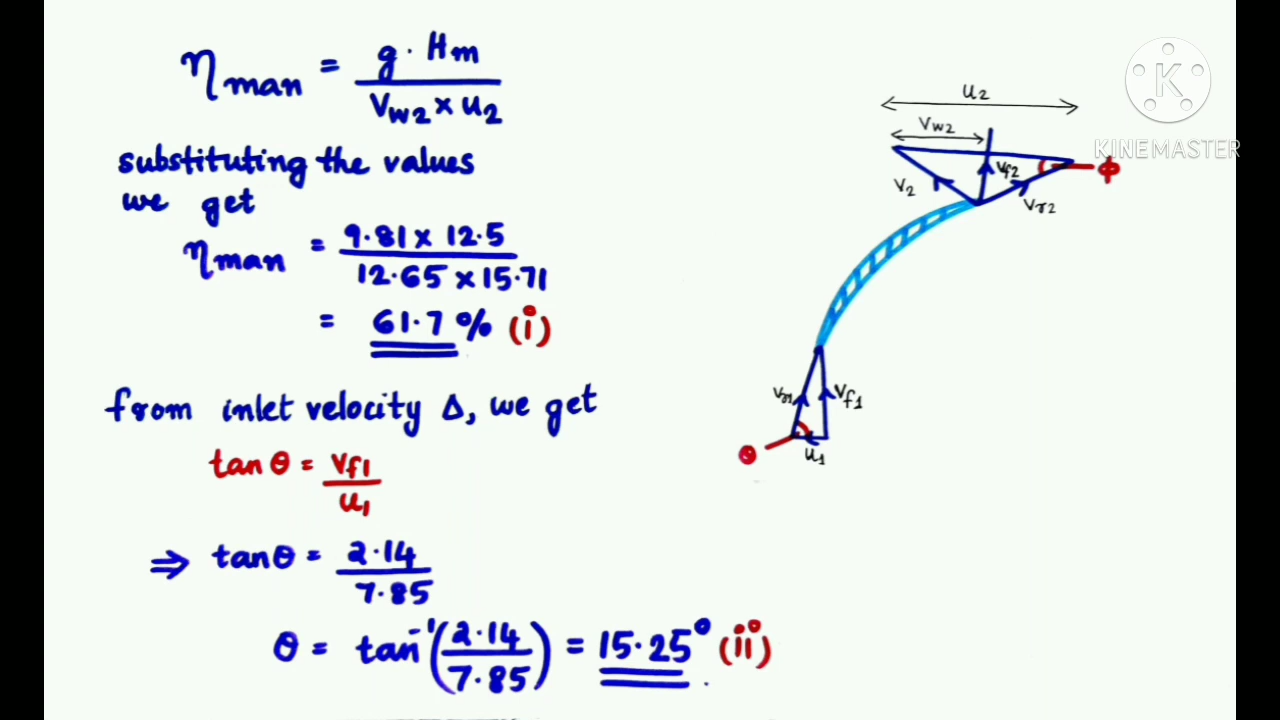 η man = g · Hm / Vw2 × u2
substituting the values
we get
η man = 9.81 × 12.5 / 12.65 × 15.71
= 61.7 % (i)
from inlet velocity Δ, we get
tan θ = Vf1 / u1
⇒ tan θ = 2.14 / 7.85
θ = tan⁻¹(2.14 / 7.85) = 15.25° (ii)
u2
Vw2
V2
Vf2
Vr2
Φ
Vr1
Vf1
u1
θ
K
KINEMASTER